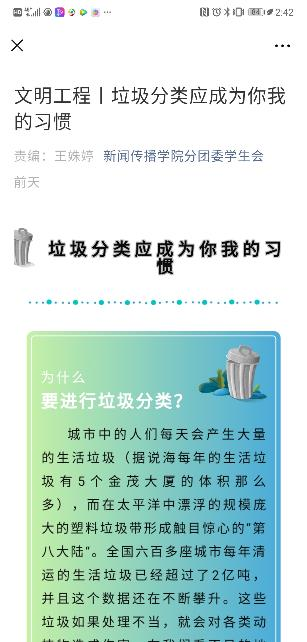 2:42
文明工程丨垃圾分类应成为你我
的习惯
责编：王姝婷 新闻传播学院分团委学生会
前天
垃圾分类应成为你我的习
惯
为什么
要进行垃圾分类？
城市中的人们每天会产生大量
的生活垃圾（据说海每年的生活垃
圾有5个金茂大厦的体积那么
多），而在太平洋中漂浮的规模庞
大的塑料垃圾带形成触目惊心的"第
八大陆"。全国六百多座城市每年清
运的生活垃圾已经超过了2亿吨，
并且这个数据还在不断攀升。这些
垃圾如果处理不当，就会对各类动